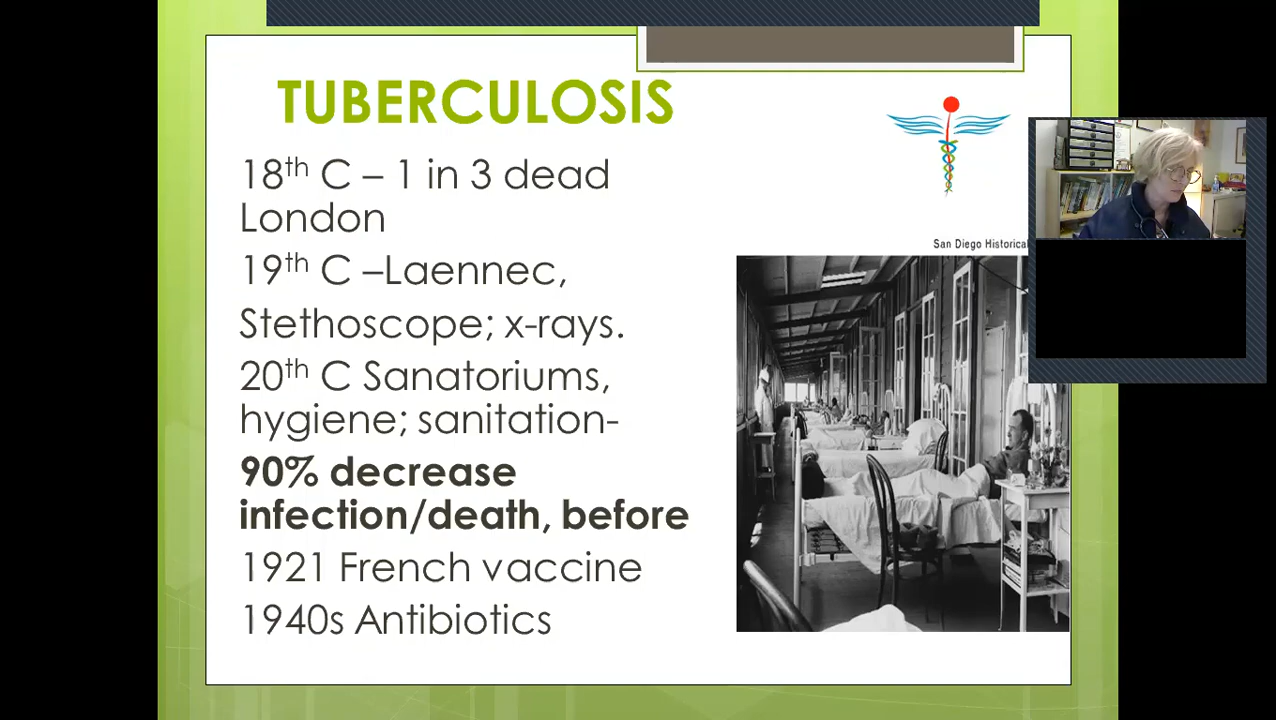 TUBERCULOSIS
18th C – 1 in 3 dead
London
19th C –Laennec,
Stethoscope; x-rays.
20th C Sanatoriums,
hygiene; sanitation-
90% decrease
infection/death, before
1921 French vaccine
1940s Antibiotics
San Diego Historical